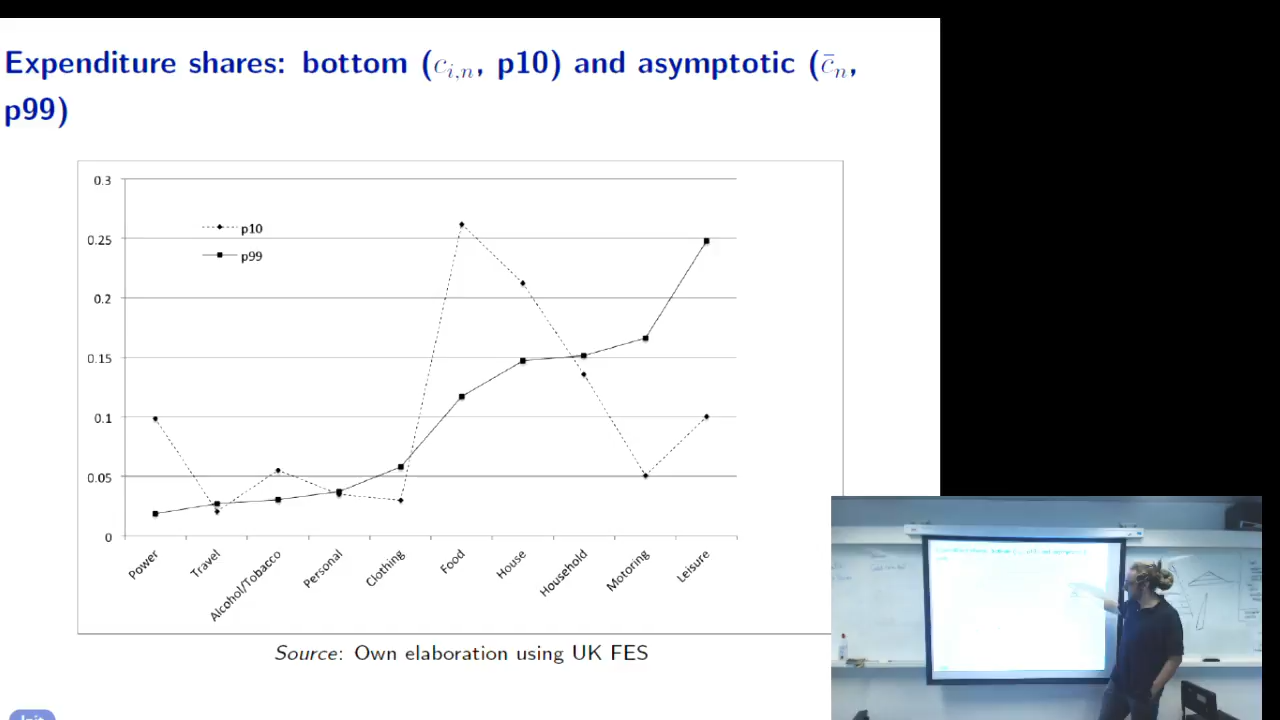 Expenditure shares: bottom (c_{i,n}, p10) and asymptotic (c̄_n,
p99)
0.3
0.25
0.2
0.15
0.1
0.05
0
p10
p99
Power
Travel
Alcohol/Tobacco
Personal
Clothing
Food
House
Household
Motoring
Leisure
Source: Own elaboration using UK FES